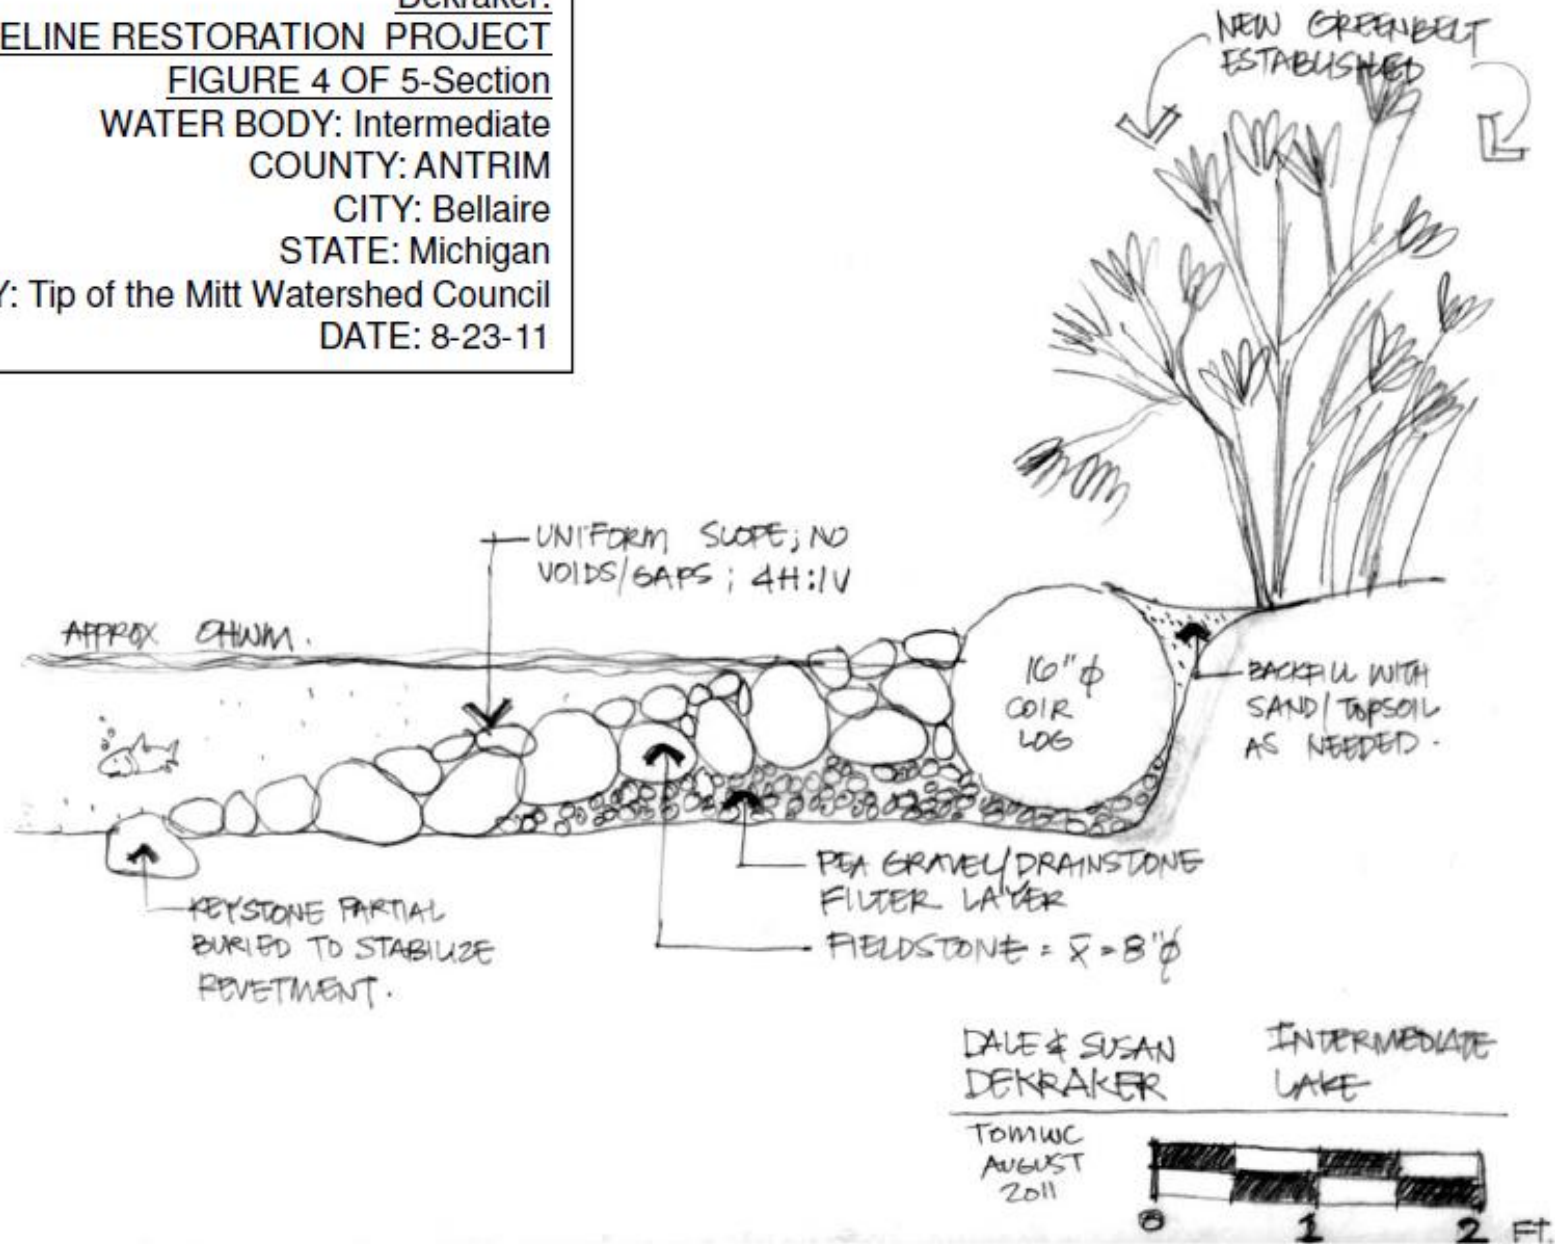 Dekraker:
ELINE RESTORATION PROJECT
FIGURE 4 OF 5-Section
WATER BODY: Intermediate
COUNTY: ANTRIM
CITY: Bellaire
STATE: Michigan
Y: Tip of the Mitt Watershed Council
DATE: 8-23-11
NEW GREENBELT
ESTABLISHED
UNIFORM SLOPE; NO
VOIDS/GAPS; 4H:1V
APPROX OHWM.
16" ϕ
COIR
LOG
BACKFILL WITH
SAND/TOPSOIL
AS NEEDED.
PEA GRAVEL/DRAINSTONE
FILTER LAYER
FIELDSTONE = x̄ = 8" ϕ
KEYSTONE PARTIAL
BURIED TO STABILIZE
REVETMENT.
DALE & SUSAN
DEKRAKER
INTERMEDIATE
LAKE
TOMWC
AUGUST
2011
0 1 2 FT.